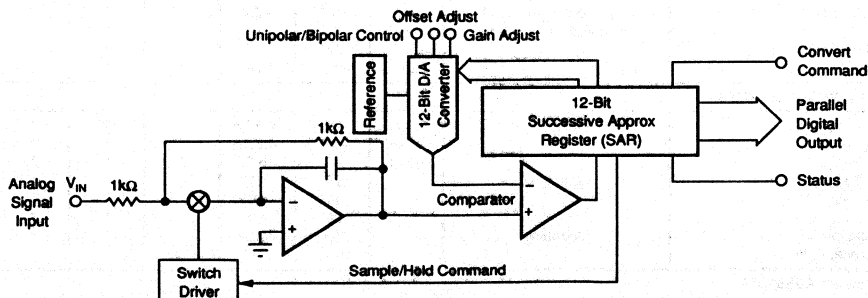 Offset Adjust
Unipolar/Bipolar Control
Gain Adjust
Reference
12-Bit D/A
Converter
12-Bit
Successive Approx
Register (SAR)
Convert
Command
Parallel
Digital
Output
Status
1kΩ
Analog
Signal
Input
VIN
1kΩ
−
+
Comparator
−
+
Switch
Driver
Sample/Hold Command